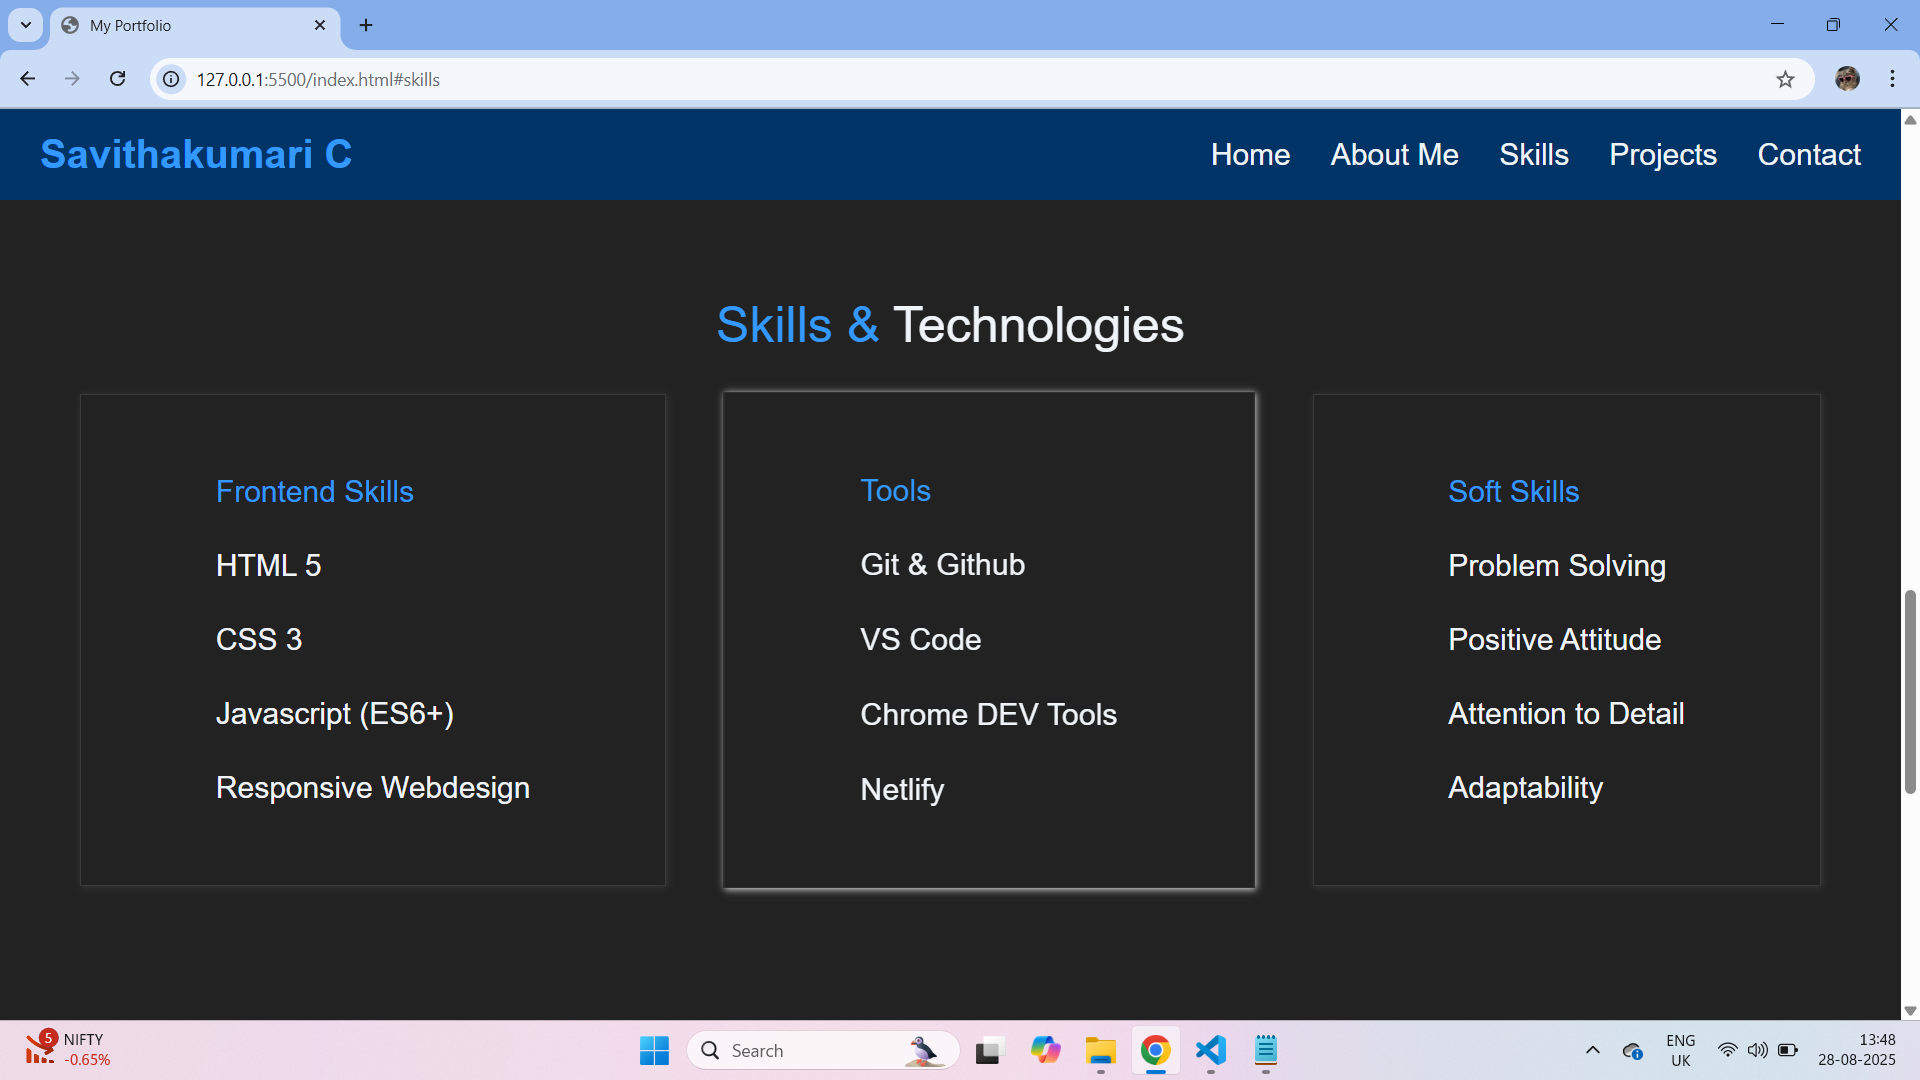 My Portfolio
127.0.0.1:5500/index.html#skills
Savithakumari C
Home About Me Skills Projects Contact
Skills & Technologies
Frontend Skills
HTML 5
CSS 3
Javascript (ES6+)
Responsive Webdesign
Tools
Git & Github
VS Code
Chrome DEV Tools
Netlify
Soft Skills
Problem Solving
Positive Attitude
Attention to Detail
Adaptability
5
NIFTY
-0.65%
Search
ENG
UK
13:48
28-08-2025